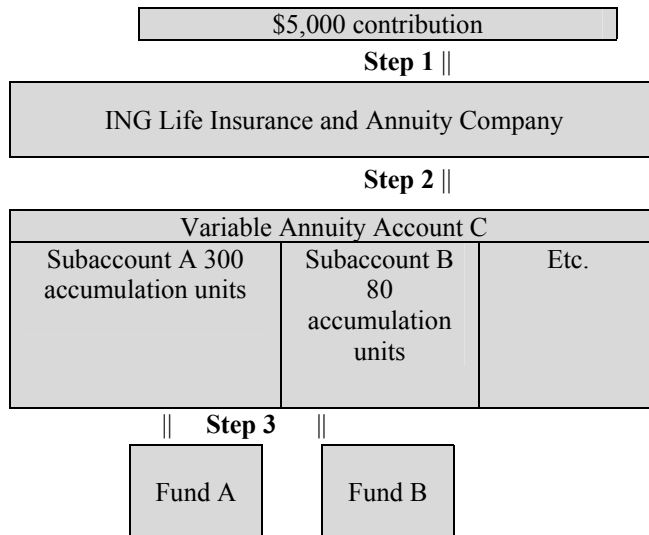 $5,000 contribution
Step 1 ||
ING Life Insurance and Annuity Company
Step 2 ||
Variable Annuity Account C
Subaccount A 300
accumulation units
Subaccount B
80
accumulation
units
Etc.
|| Step 3 ||
Fund A
Fund B